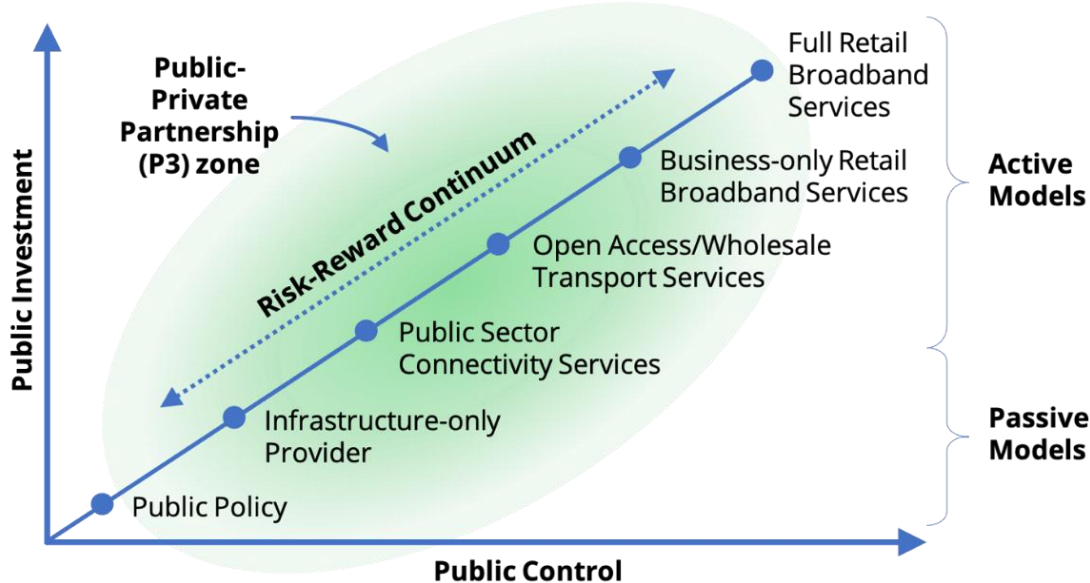 Public-
Private
Partnership
(P3) zone
Full Retail
Broadband
Services
Business-only Retail
Broadband Services
Active
Models
Risk-Reward Continuum
Open Access/Wholesale
Transport Services
Public Investment
Public Sector
Connectivity Services
Infrastructure-only
Provider
Passive
Models
Public Policy
Public Control